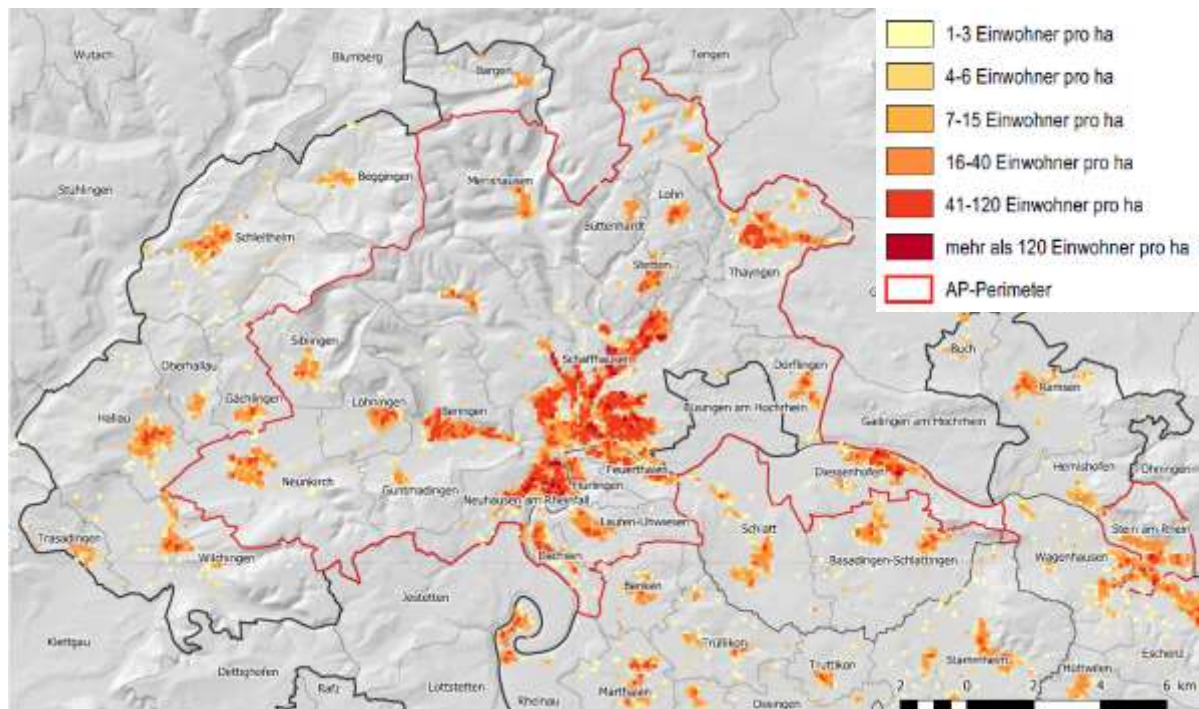 1-3 Einwohner pro ha
4-6 Einwohner pro ha
7-15 Einwohner pro ha
16-40 Einwohner pro ha
41-120 Einwohner pro ha
mehr als 120 Einwohner pro ha
AP-Perimeter
Wutach
Blumberg
Tengen
Bargen
Stühlingen
Beggingen
Merishausen
Lohn
Büttenhardt
Schleitheim
Stetten
Thayngen
Siblingen
Schaffhausen
Buch
Oberhallau
Dörflingen
Ramsen
Gächlingen
Hallau
Löhningen
Beringen
Büsingen am Hochrhein
Gailingen am Hochrhein
Neunkirch
Guntmadingen
Feuerthalen
Diessenhofen
Hemishofen
Öhningen
Flurlingen
Neuhausen am Rheinfall
Laufen-Uhwiesen
Schlatt
Stein am Rhein
Trasadingen
Wilchingen
Dachsen
Basadingen-Schlattingen
Wagenhausen
Benken
Jestetten
Klettgau
Trüllikon
Eschenz
Dettighofen
Truttikon
Stammheim
Hüttwilen
Rafz
Lottstetten
Rheinau
Marthalen
Ossingen
2 0 2 4 6 km